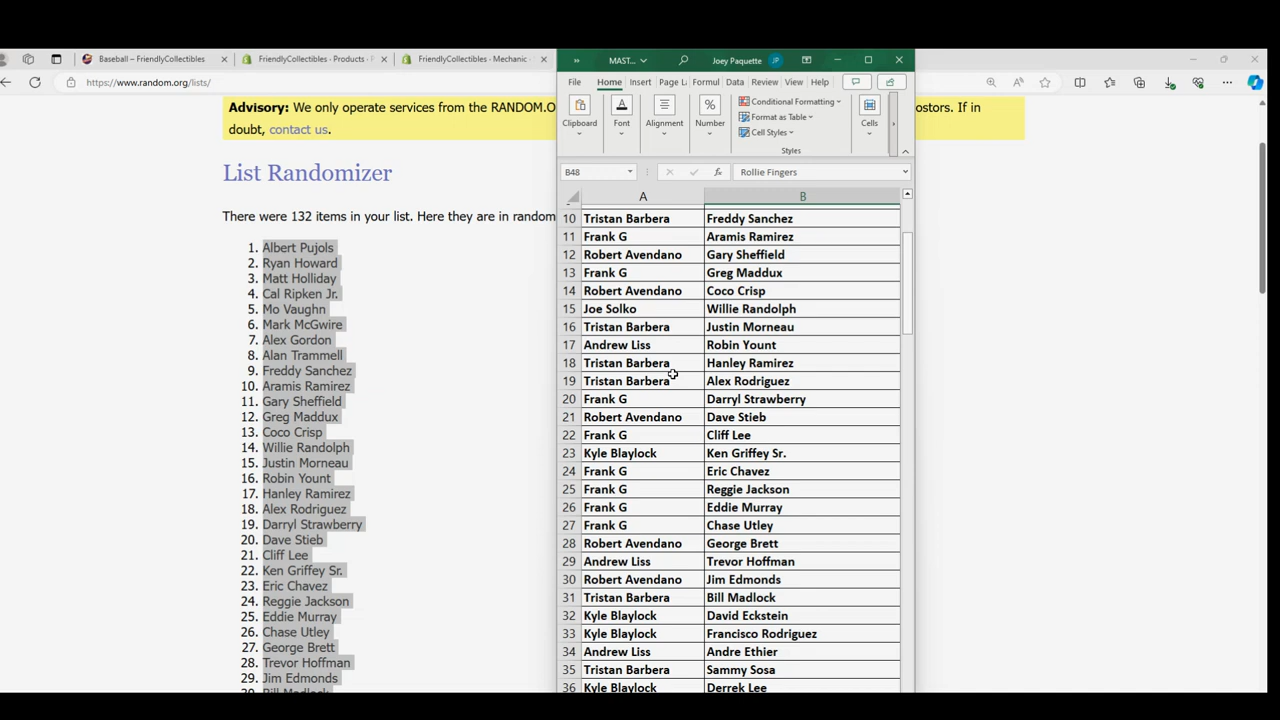 Baseball – FriendlyCollectibles
FriendlyCollectibles - Products - 
FriendlyCollectibles - Mechanic -
https://www.random.org/lists/
Advisory: We only operate services from the RANDOM.O
ostors. If in
doubt, contact us.
List Randomizer
There were 132 items in your list. Here they are in random
1. Albert Pujols
2. Ryan Howard
3. Matt Holliday
4. Cal Ripken Jr.
5. Mo Vaughn
6. Mark McGwire
7. Alex Gordon
8. Alan Trammell
9. Freddy Sanchez
10. Aramis Ramirez
11. Gary Sheffield
12. Greg Maddux
13. Coco Crisp
14. Willie Randolph
15. Justin Morneau
16. Robin Yount
17. Hanley Ramirez
18. Alex Rodriguez
19. Darryl Strawberry
20. Dave Stieb
21. Cliff Lee
22. Ken Griffey Sr.
23. Eric Chavez
24. Reggie Jackson
25. Eddie Murray
26. Chase Utley
27. George Brett
28. Trevor Hoffman
29. Jim Edmonds
30. Bill Madlock
MAST...
Joey Paquette JP
File Home Insert Page L Formul Data Review View Help
Clipboard
Font
Alignment
Number
Conditional Formatting
Format as Table
Cell Styles
Cells
Styles
B48 fx Rollie Fingers
A B
10 Tristan Barbera Freddy Sanchez
11 Frank G Aramis Ramirez
12 Robert Avendano Gary Sheffield
13 Frank G Greg Maddux
14 Robert Avendano Coco Crisp
15 Joe Solko Willie Randolph
16 Tristan Barbera Justin Morneau
17 Andrew Liss Robin Yount
18 Tristan Barbera Hanley Ramirez
19 Tristan Barbera Alex Rodriguez
20 Frank G Darryl Strawberry
21 Robert Avendano Dave Stieb
22 Frank G Cliff Lee
23 Kyle Blaylock Ken Griffey Sr.
24 Frank G Eric Chavez
25 Frank G Reggie Jackson
26 Frank G Eddie Murray
27 Frank G Chase Utley
28 Robert Avendano George Brett
29 Andrew Liss Trevor Hoffman
30 Robert Avendano Jim Edmonds
31 Tristan Barbera Bill Madlock
32 Kyle Blaylock David Eckstein
33 Kyle Blaylock Francisco Rodriguez
34 Andrew Liss Andre Ethier
35 Tristan Barbera Sammy Sosa
36 Kyle Blaylock Derrek Lee